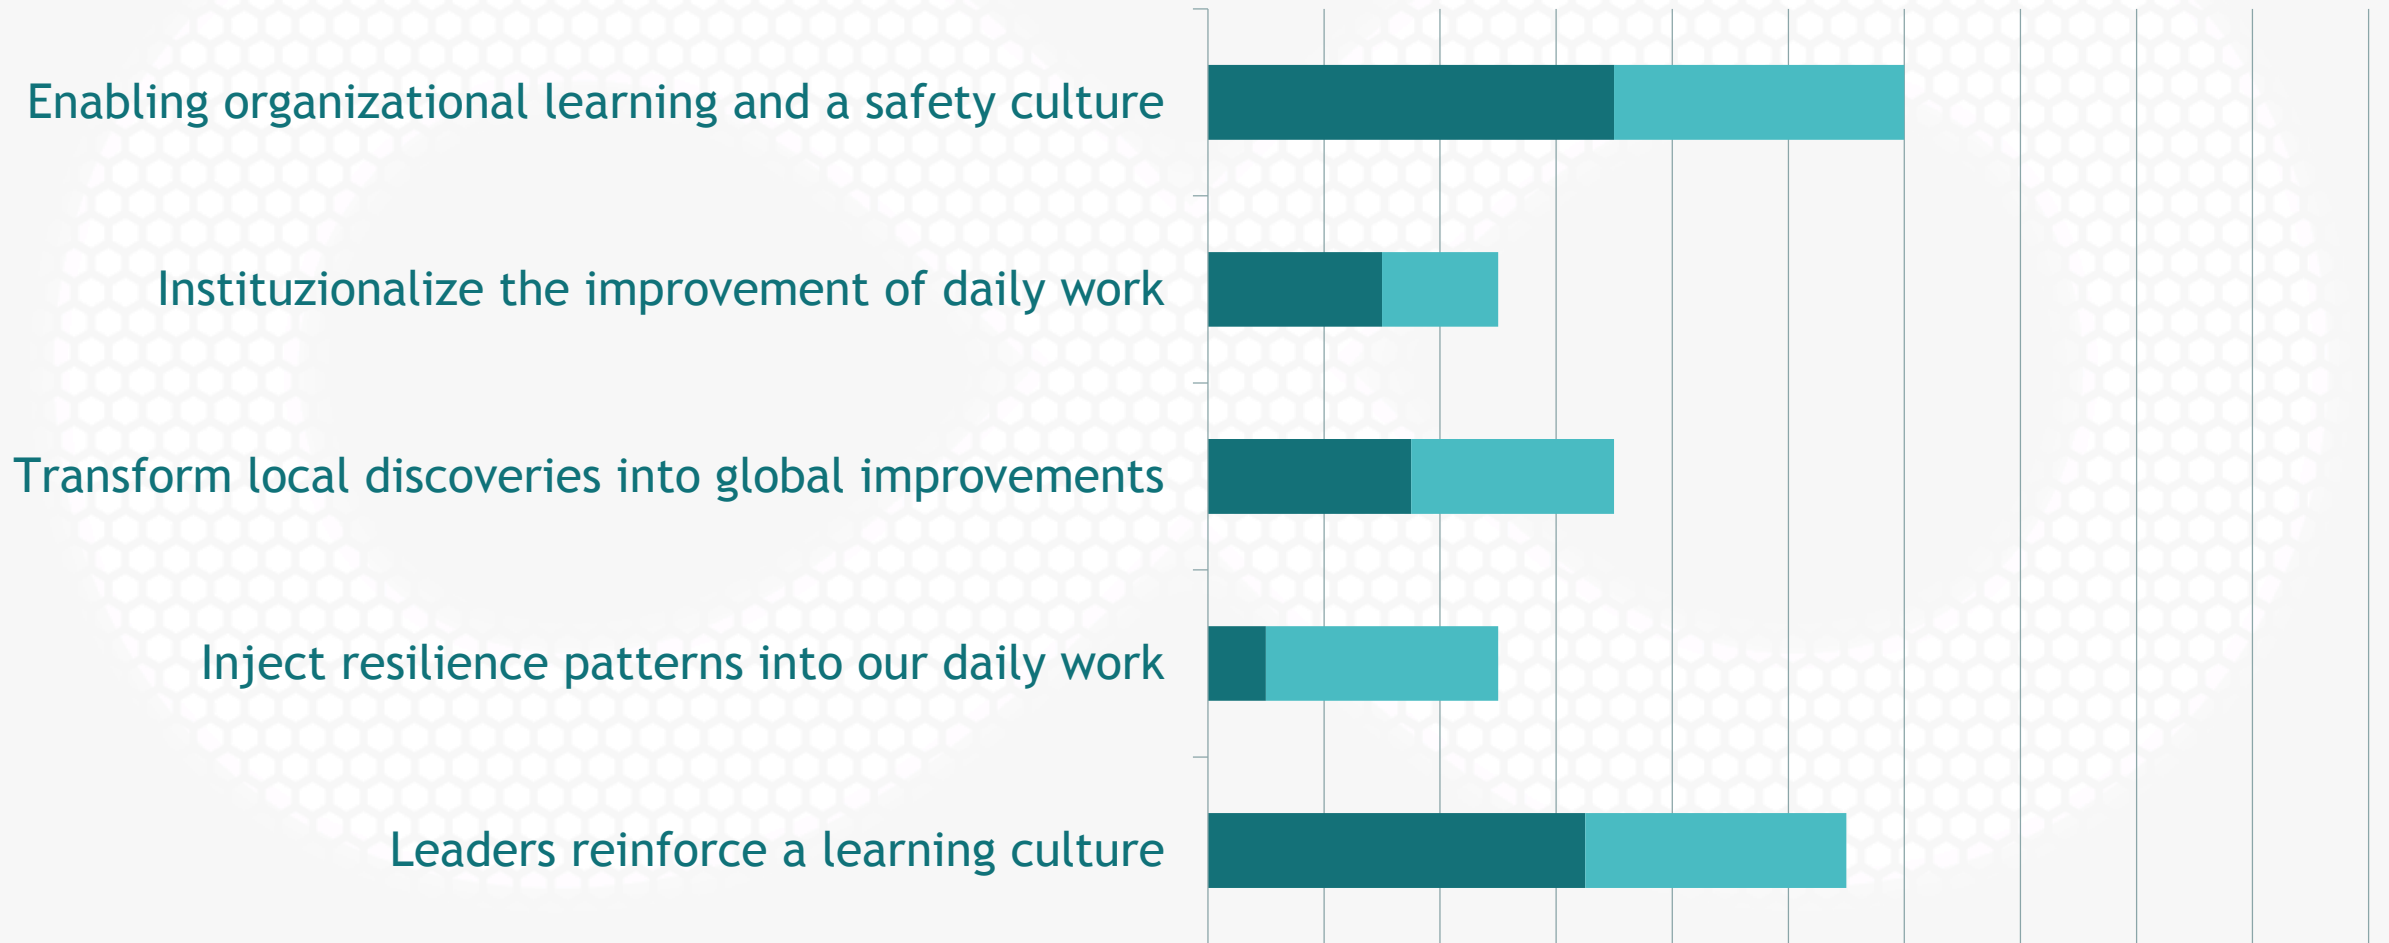 Enabling organizational learning and a safety culture
Instituzionalize the improvement of daily work
Transform local discoveries into global improvements
Inject resilience patterns into our daily work
Leaders reinforce a learning culture